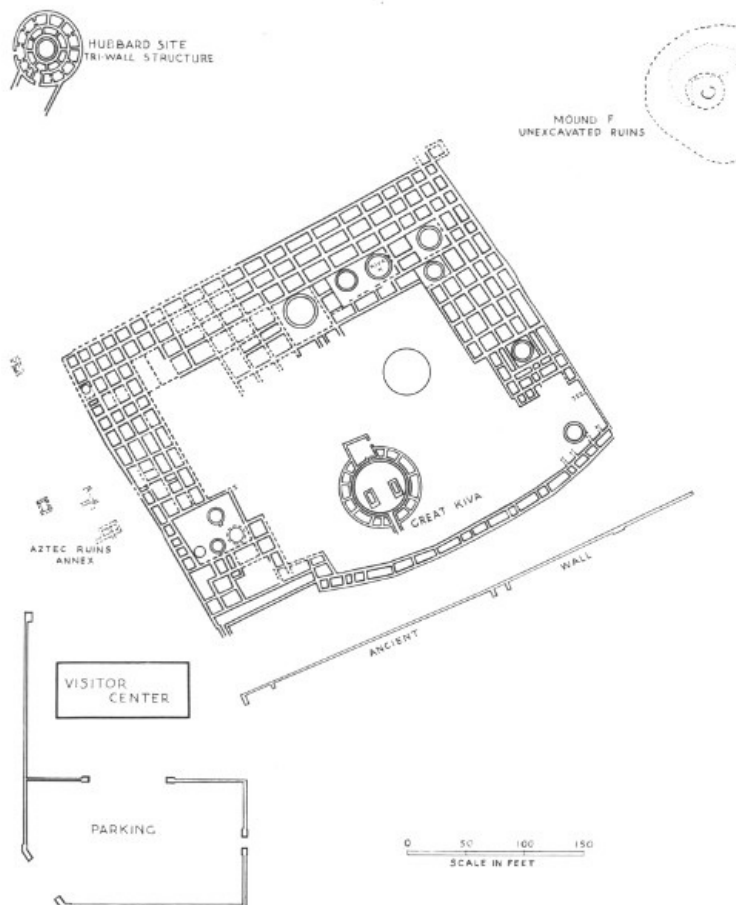 HUBBARD SITE
TRI-WALL STRUCTURE
MOUND F
UNEXCAVATED RUINS
GREAT KIVA
AZTEC RUINS
ANNEX
ANCIENT WALL
VISITOR
CENTER
PARKING
0 50 100 150
SCALE IN FEET